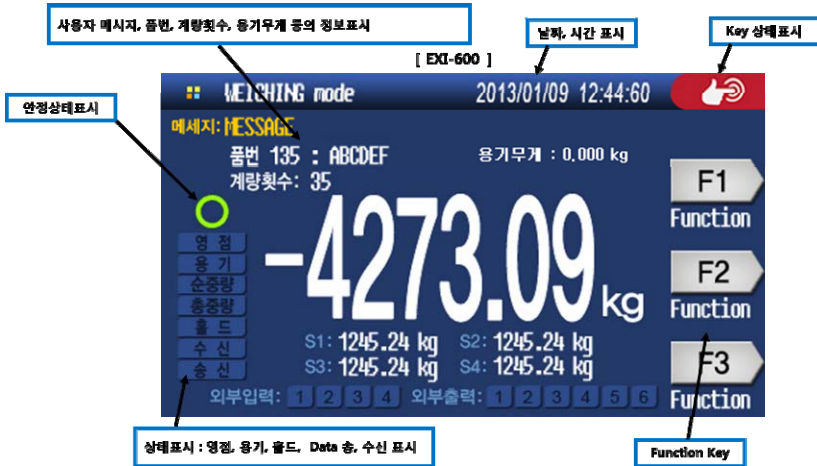 사용자 메시지, 품번, 계량횟수, 용기무게 등의 정보표시
날짜, 시간 표시
Key 상태표시
[ EXI-600 ]
WEIGHING mode 2013/01/09 12:44:60
안정상태표시
메세지: MESSAGE
품번 135 : ABCDEF 용기무게 : 0.000 kg
계량횟수: 35
F1
Function
영 점
용 기
순중량
총중량
홀 드
수 신
송 신
-4273.09 kg
F2
Function
S1: 1245.24 kg S2: 1245.24 kg
S3: 1245.24 kg S4: 1245.24 kg
F3
Function
외부입력: 1 2 3 4 외부출력: 1 2 3 4 5 6
상태표시 : 영점, 용기, 홀드, Data 송, 수신 표시
Function Key